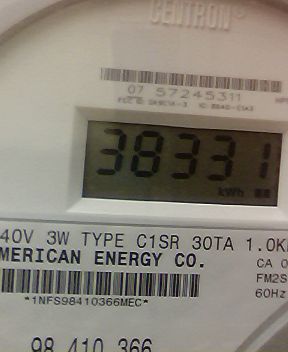 CENTRON®
07 57245311
38331
kWh
40V 3W TYPE C1SR 30TA 1.0K
MERICAN ENERGY CO.
CA 0
FM2S
60Hz
*1NFS98410366MEC*
98 410 366